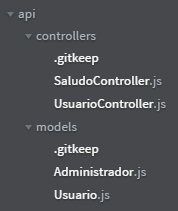 api
controllers
.gitkeep
SaludoController.js
UsuarioController.js
models
.gitkeep
Administrador.js
Usuario.js